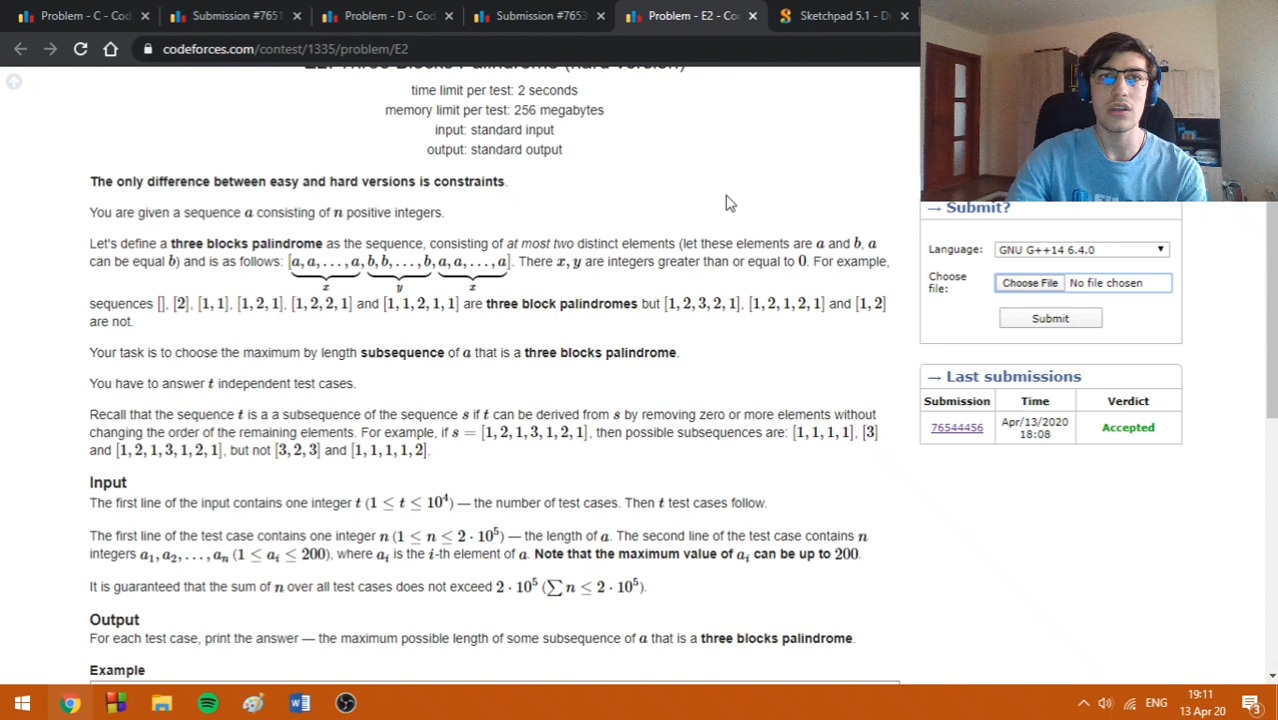 Problem - C - Cod
Submission #7651
Problem - D - Cod
Submission #7653
Problem - E2 - Co
Sketchpad 5.1 - D
codeforces.com/contest/1335/problem/E2
time limit per test: 2 seconds
memory limit per test: 256 megabytes
input: standard input
output: standard output
The only difference between easy and hard versions is constraints.
You are given a sequence a consisting of n positive integers.
Let's define a three blocks palindrome as the sequence, consisting of at most two distinct elements (let these elements are a and b, a
can be equal b) and is as follows: [a, a, …, a, b, b, …, b, a, a, …, a]. There x, y are integers greater than or equal to 0. For example,
x y x
sequences [], [2], [1, 1], [1, 2, 1], [1, 2, 2, 1] and [1, 1, 2, 1, 1] are three block palindromes but [1, 2, 3, 2, 1], [1, 2, 1, 2, 1] and [1, 2]
are not.
Your task is to choose the maximum by length subsequence of a that is a three blocks palindrome.
You have to answer t independent test cases.
Recall that the sequence t is a a subsequence of the sequence s if t can be derived from s by removing zero or more elements without
changing the order of the remaining elements. For example, if s = [1, 2, 1, 3, 1, 2, 1], then possible subsequences are: [1, 1, 1, 1], [3]
and [1, 2, 1, 3, 1, 2, 1], but not [3, 2, 3] and [1, 1, 1, 1, 2].
Input
The first line of the input contains one integer t (1 ≤ t ≤ 10⁴) — the number of test cases. Then t test cases follow.
The first line of the test case contains one integer n (1 ≤ n ≤ 2 · 10⁵) — the length of a. The second line of the test case contains n
integers a₁, a₂, …, aₙ (1 ≤ aᵢ ≤ 200), where aᵢ is the i-th element of a. Note that the maximum value of aᵢ can be up to 200.
It is guaranteed that the sum of n over all test cases does not exceed 2 · 10⁵ (∑ n ≤ 2 · 10⁵).
Output
For each test case, print the answer — the maximum possible length of some subsequence of a that is a three blocks palindrome.
Example
→ Submit?
Language: GNU G++14 6.4.0
Choose
file:
Choose File No file chosen
Submit
→ Last submissions
Submission Time Verdict
76544456 Apr/13/2020
18:08 Accepted
ENG
19:11
13 Apr 20
3